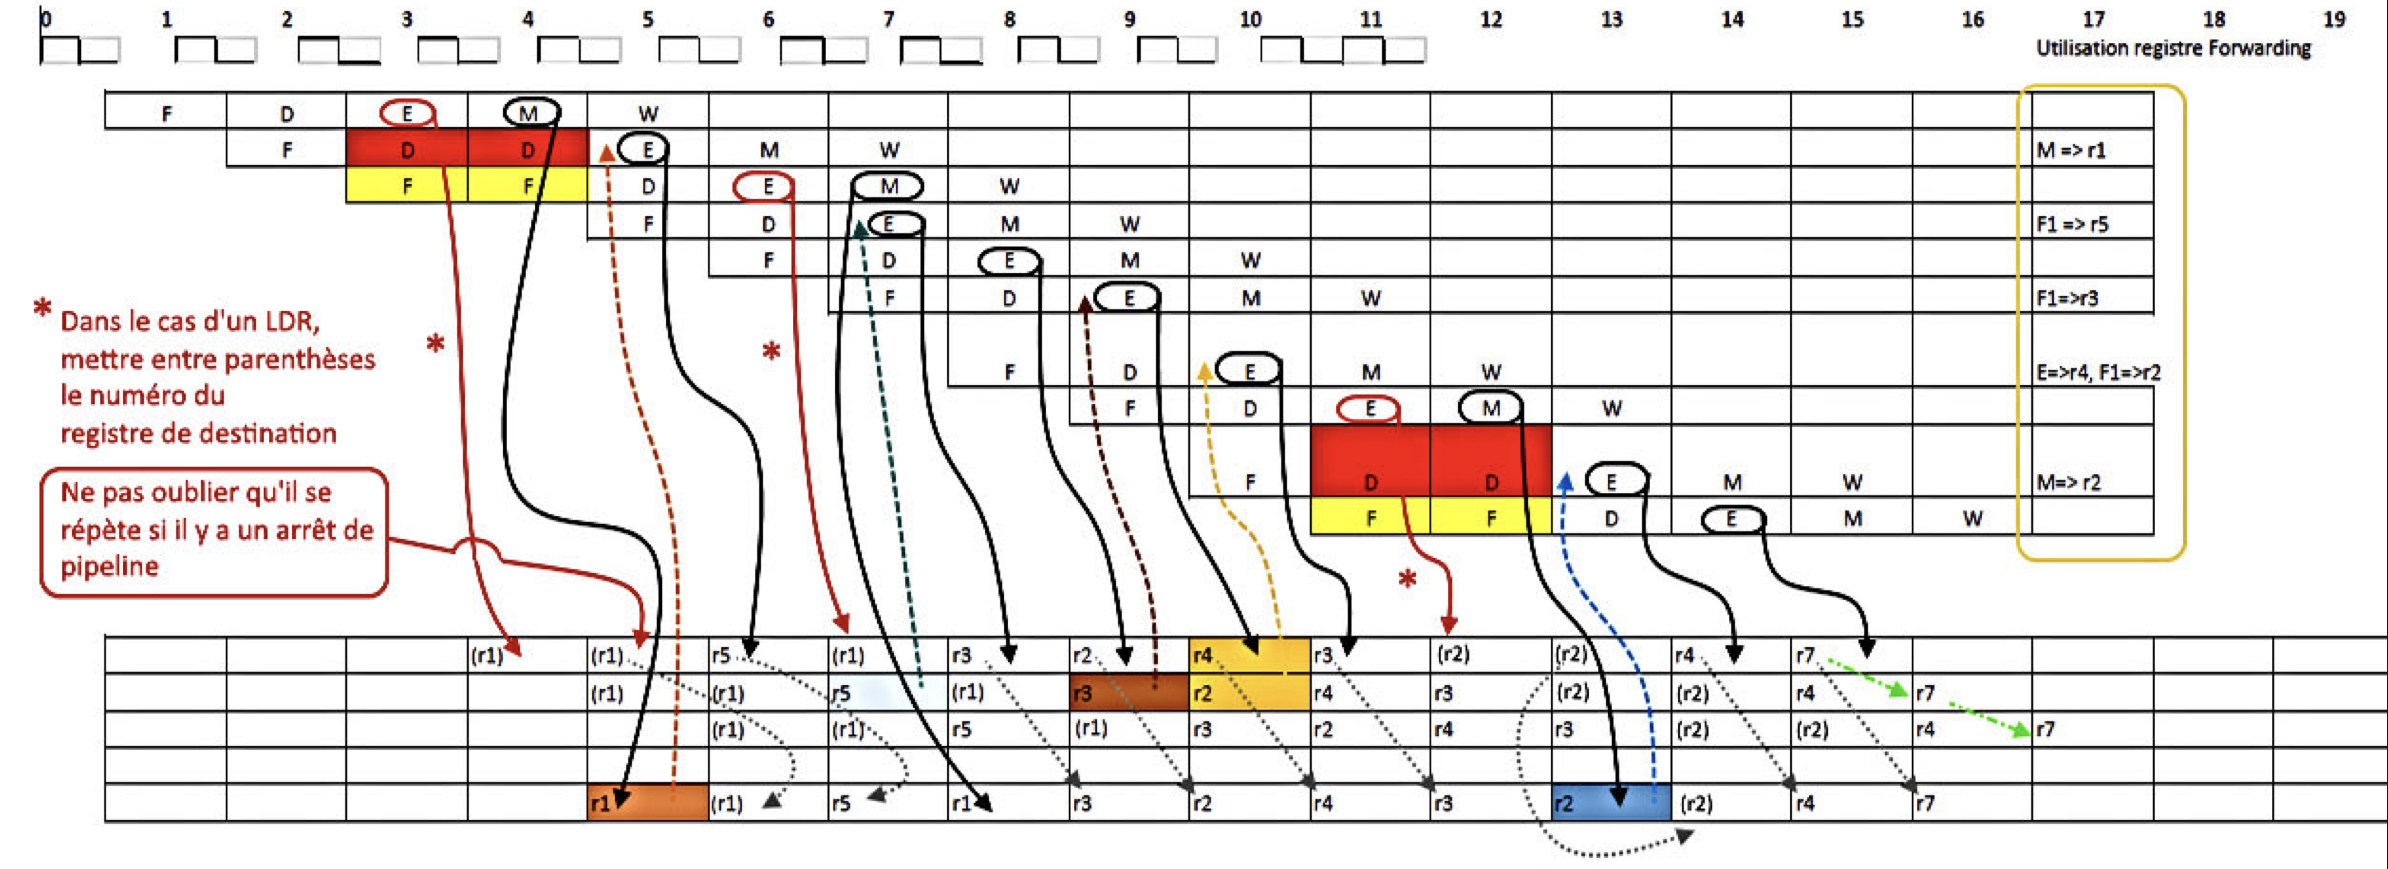 0 1 2 3 4 5 6 7 8 9 10 11 12 13 14 15 16 17 18 19
Utilisation registre Forwarding
F D E M W
F D D E M W M => r1
F F D E M W
F D E M W F1 => r5
F D E M W
F D E M W F1=>r3
F D E M W E=>r4, F1=>r2
F D E M W
F D D E M W M=> r2
F F D E M W
* Dans le cas d'un LDR,
mettre entre parenthèses
le numéro du
registre de destination
* * *
Ne pas oublier qu'il se
répète si il y a un arrêt de
pipeline
(r1) (r1) r5 (r1) r3 r2 r4 r3 (r2) (r2) r4 r7
(r1) (r1) r5 (r1) r3 r2 r4 r3 (r2) (r2) r4 r7
(r1) (r1) r5 (r1) r3 r2 r4 r3 (r2) (r2) r4 r7
r1 (r1) r5 r1 r3 r2 r4 r3 r2 (r2) r4 r7